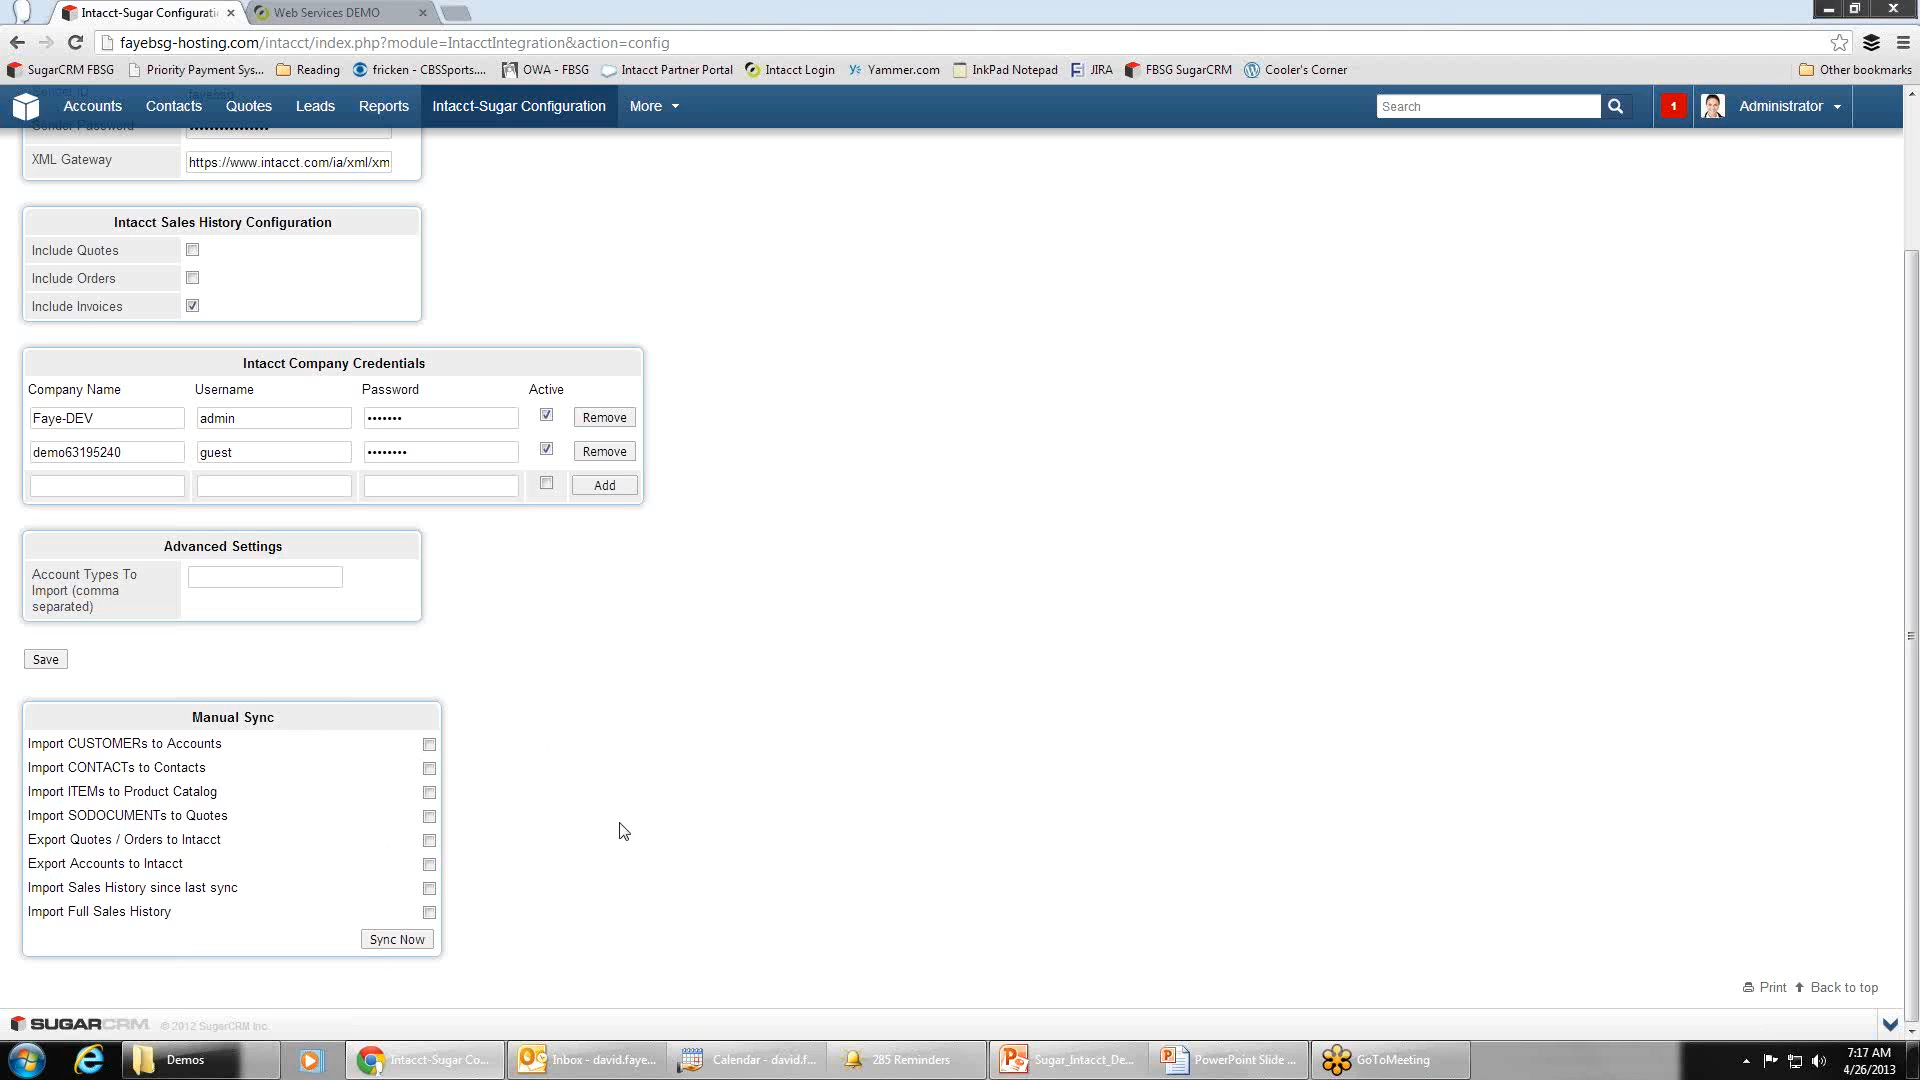 Intacct-Sugar Configurati
Web Services DEMO
fayebsg-hosting.com/intacct/index.php?module=IntacctIntegration&action=config
SugarCRM FBSG
Priority Payment Sys...
Reading
fricken - CBSSports....
OWA - FBSG
Intacct Partner Portal
Intacct Login
Yammer.com
InkPad Notepad
JIRA
FBSG SugarCRM
Cooler's Corner
Other bookmarks
Accounts
Contacts
Quotes
Leads
Reports
Intacct-Sugar Configuration
More
Search
1
Administrator
Sender Password
XML Gateway
https://www.intacct.com/ia/xml/xm
Intacct Sales History Configuration
Include Quotes
Include Orders
Include Invoices
Intacct Company Credentials
Company Name
Username
Password
Active
Faye-DEV
admin
•••••••
Remove
demo63195240
guest
••••••••
Remove
Add
Advanced Settings
Account Types To
Import (comma
separated)
Save
Manual Sync
Import CUSTOMERs to Accounts
Import CONTACTs to Contacts
Import ITEMs to Product Catalog
Import SODOCUMENTs to Quotes
Export Quotes / Orders to Intacct
Export Accounts to Intacct
Import Sales History since last sync
Import Full Sales History
Sync Now
Print
Back to top
SUGARCRM
© 2012 SugarCRM Inc.
Demos
Intacct-Sugar Co...
Inbox - david.faye...
Calendar - david.f...
285 Reminders
Sugar_Intacct_De...
PowerPoint Slide ...
GoToMeeting
7:17 AM
4/26/2013